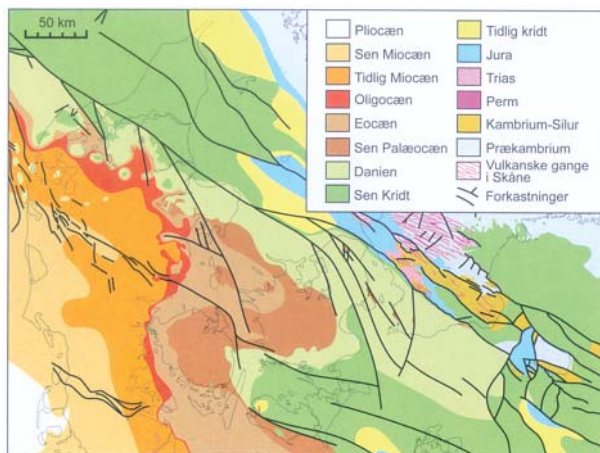 50 km
Pliocæn
Sen Miocæn
Tidlig Miocæn
Oligocæn
Eocæn
Sen Palæocæn
Danien
Sen Kridt
Tidlig kridt
Jura
Trias
Perm
Kambrium-Silur
Prækambrium
Vulkanske gange
i Skåne
Forkastninger